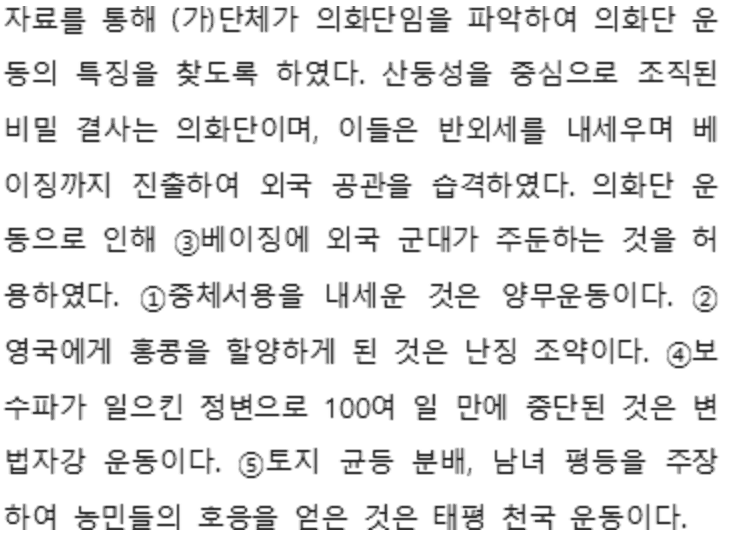 자료를 통해 (가)단체가 의화단임을 파악하여 의화단 운
동의 특징을 찾도록 하였다. 산둥성을 중심으로 조직된
비밀 결사는 의화단이며, 이들은 반외세를 내세우며 베
이징까지 진출하여 외국 공관을 습격하였다. 의화단 운
동으로 인해 ③베이징에 외국 군대가 주둔하는 것을 허
용하였다. ①중체서용을 내세운 것은 양무운동이다. ②
영국에게 홍콩을 할양하게 된 것은 난징 조약이다. ④보
수파가 일으킨 정변으로 100여 일 만에 중단된 것은 변
법자강 운동이다. ⑤토지 균등 분배, 남녀 평등을 주장
하여 농민들의 호응을 얻은 것은 태평 천국 운동이다.